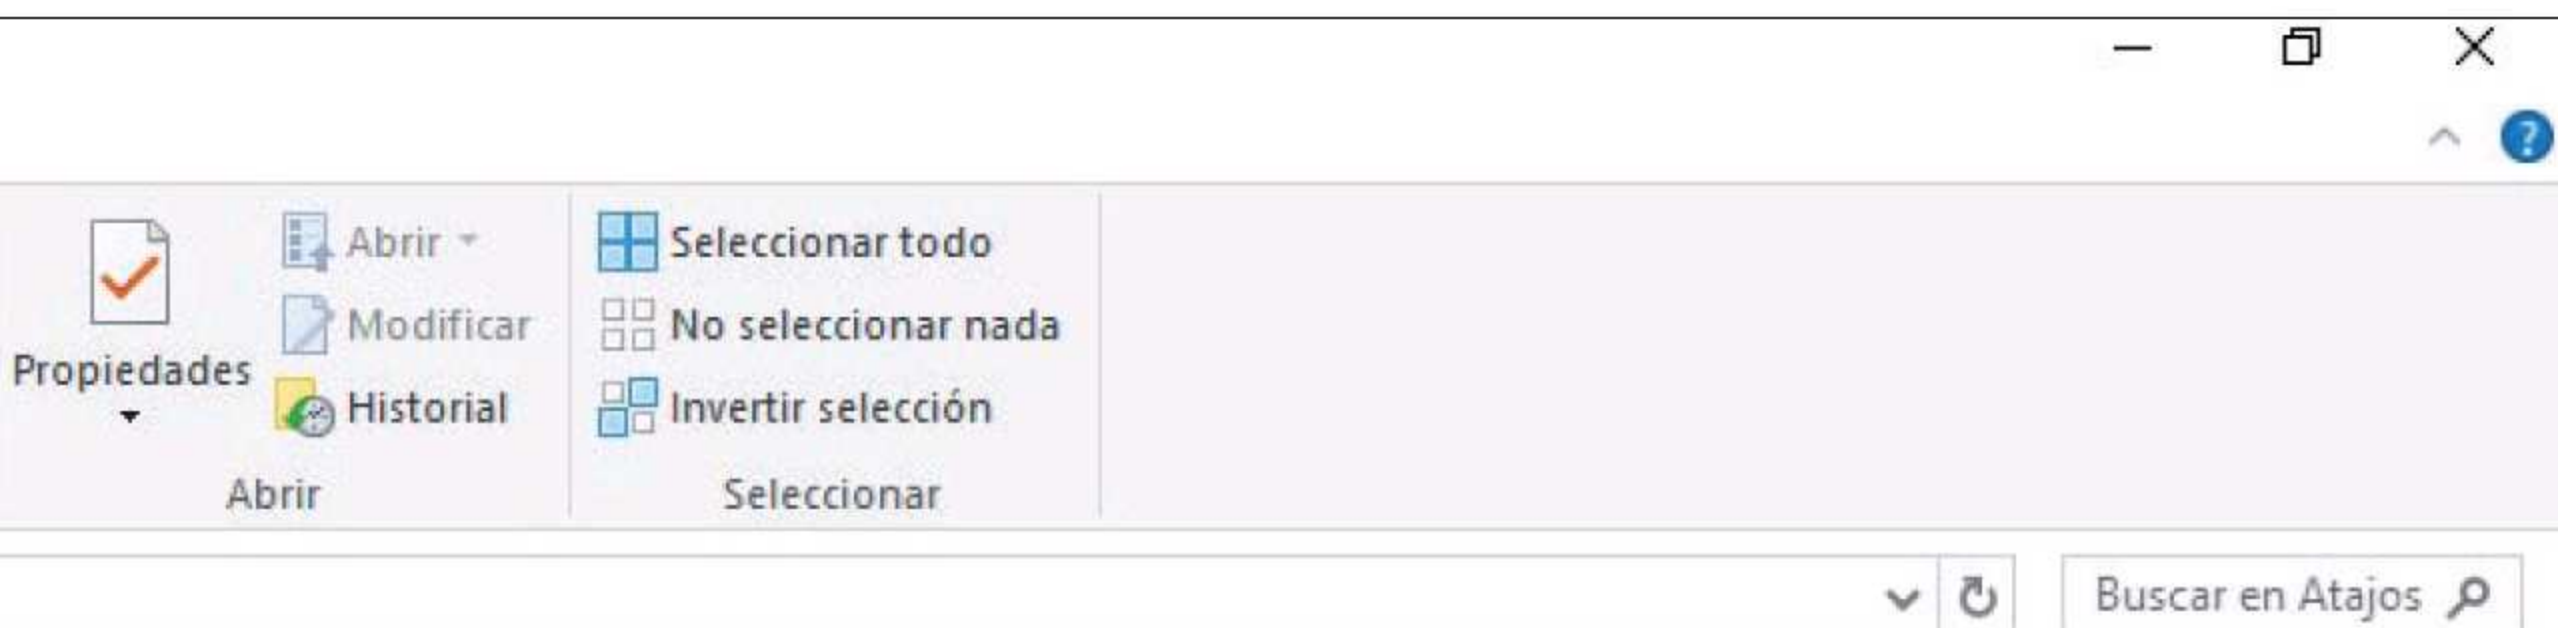 Propiedades
Abrir
Modificar
Historial
Abrir
Seleccionar todo
No seleccionar nada
Invertir selección
Seleccionar
Buscar en Atajos